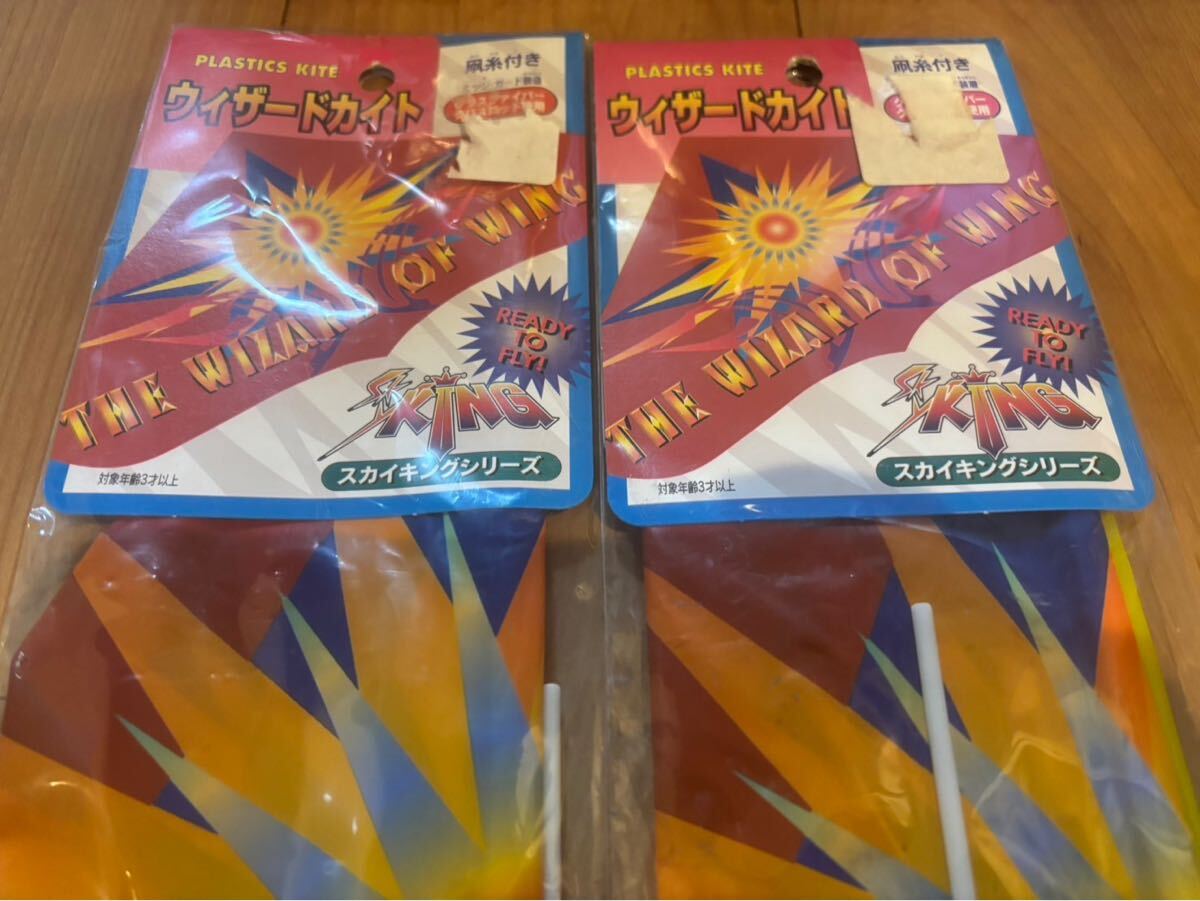 PLASTICS KITE
凧糸付き
ウィザードカイト
THE WIZARD OF WING
READY
TO
FLY!
SKY KING
スカイキングシリーズ
対象年齢3才以上
PLASTICS KITE
凧糸付き
ウィザードカイト
使用
THE WIZARD OF WING
READY
TO
FLY!
SKY KING
スカイキングシリーズ
対象年齢3才以上